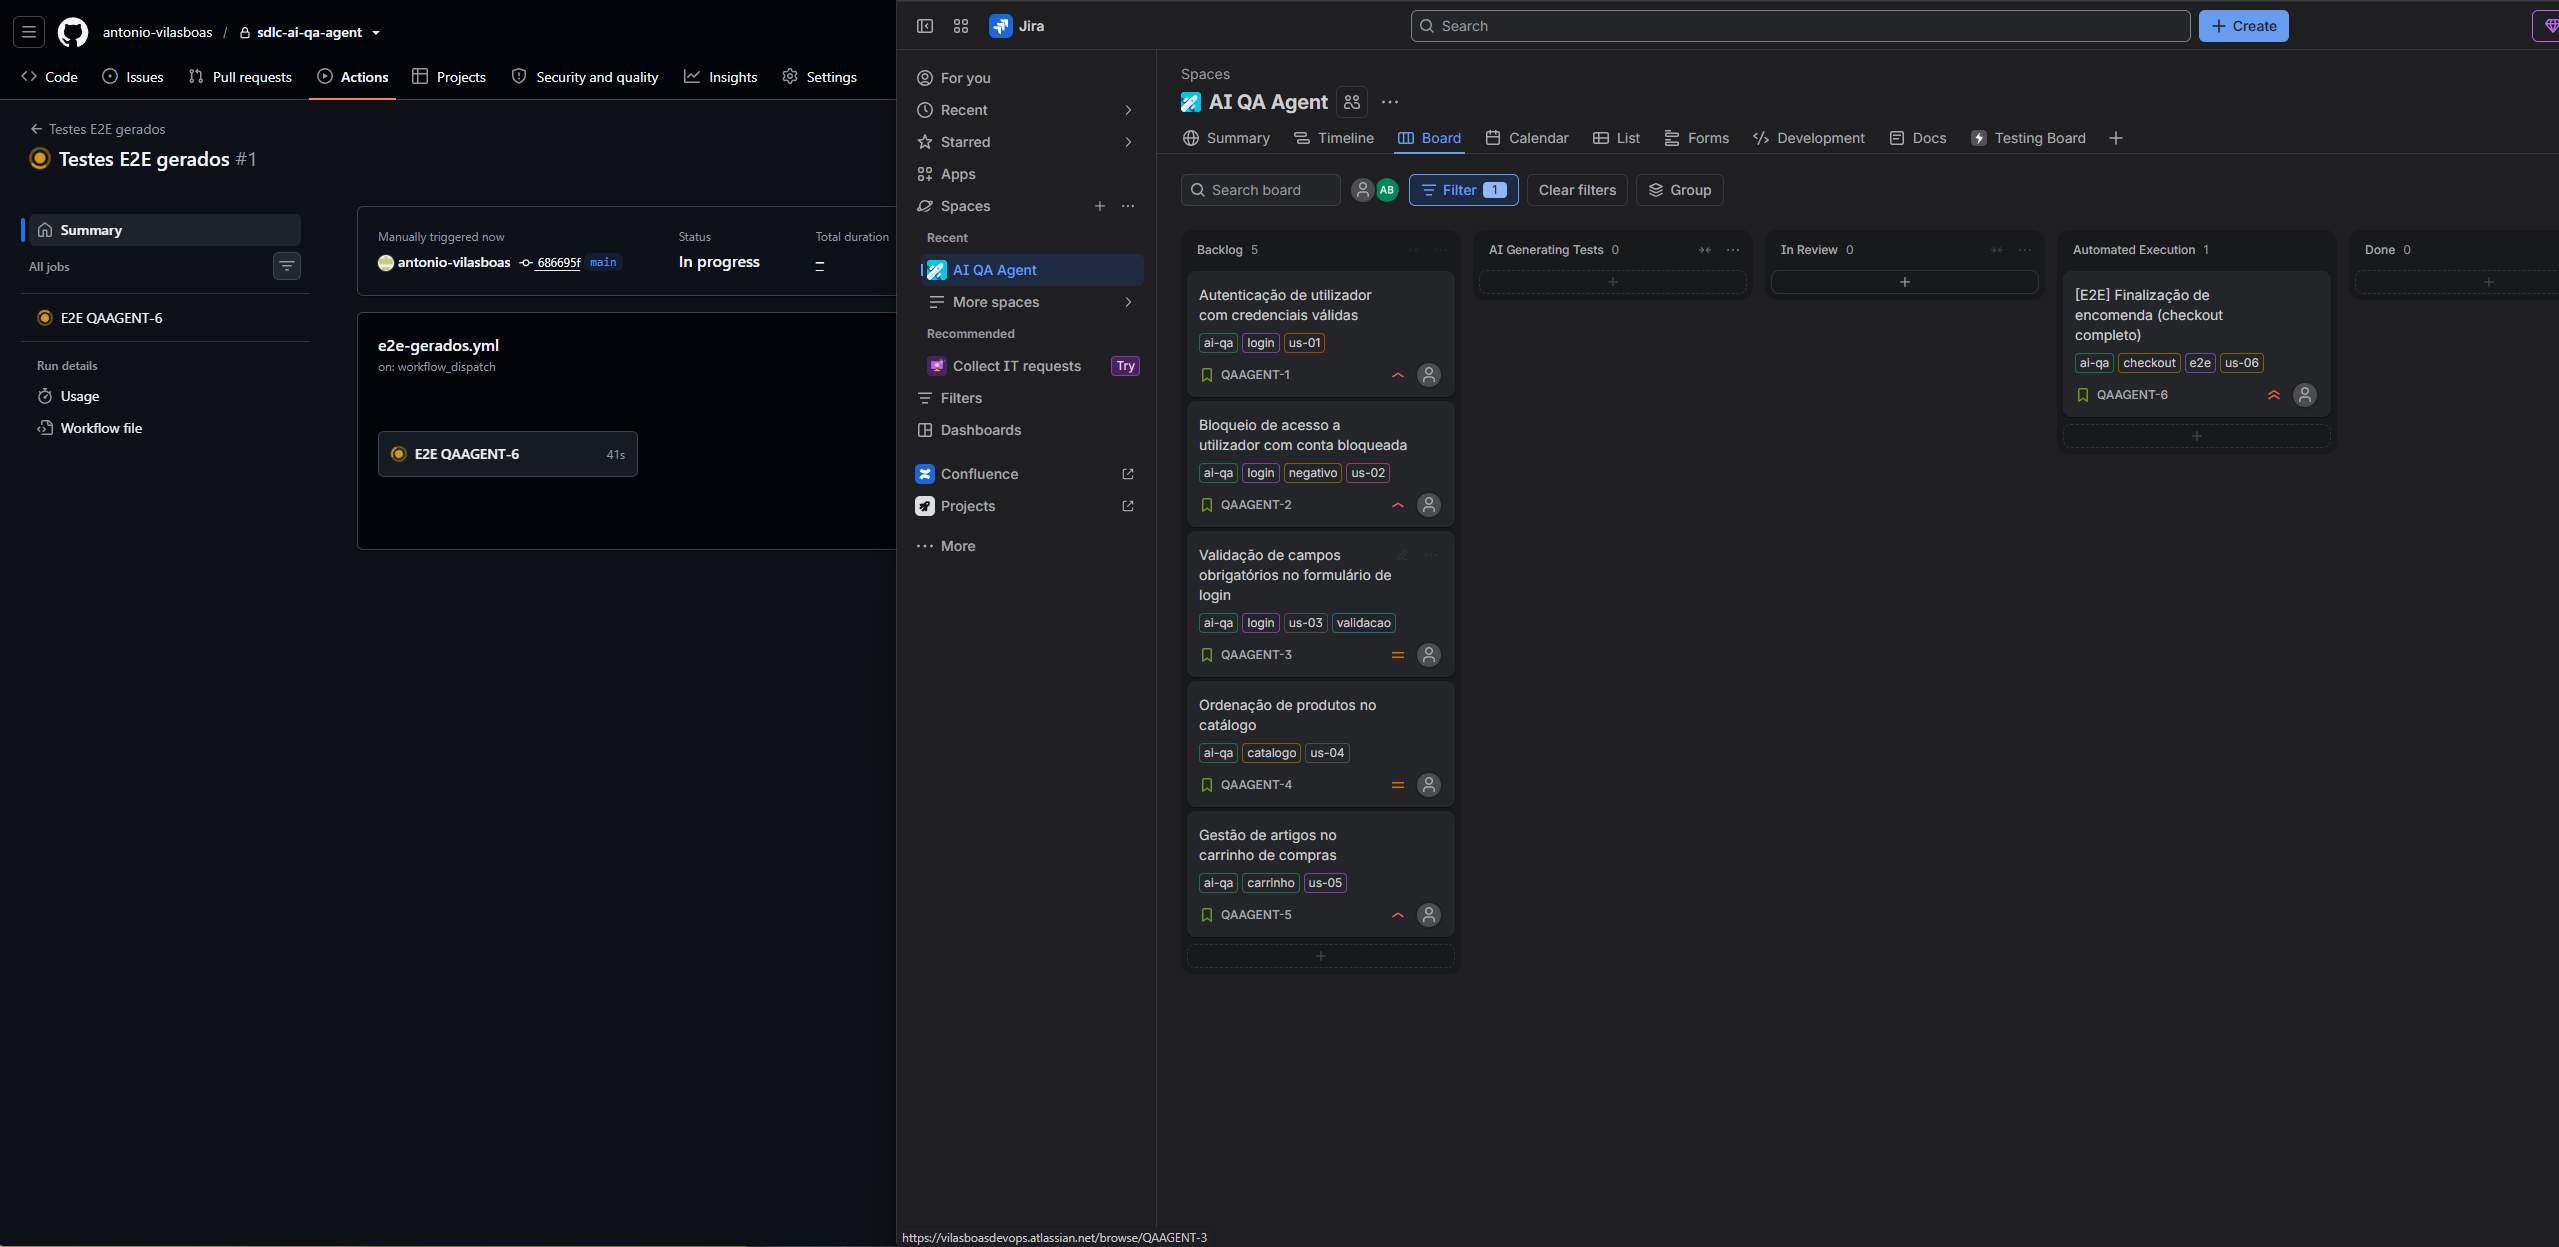 antonio-vilasboas / sdlc-ai-qa-agent
Code Issues Pull requests Actions Projects Security and quality Insights Settings
Testes E2E gerados
Testes E2E gerados #1
Summary
All jobs
E2E QAAGENT-6
Run details
Usage
Workflow file
Manually triggered now
antonio-vilasboas 686695f main
Status
In progress
Total duration
–
e2e-gerados.yml
on: workflow_dispatch
E2E QAAGENT-6 41s
Jira
Search
Create
For you
Recent
Starred
Apps
Spaces
Recent
AI QA Agent
More spaces
Recommended
Collect IT requests Try
Filters
Dashboards
Confluence
Projects
More
Spaces
AI QA Agent
Summary Timeline Board Calendar List Forms Development Docs Testing Board
Search board AB Filter 1 Clear filters Group
Backlog 5
Autenticação de utilizador
com credenciais válidas
ai-qa login us-01
QAAGENT-1
Bloqueio de acesso a
utilizador com conta bloqueada
ai-qa login negativo us-02
QAAGENT-2
Validação de campos
obrigatórios no formulário de
login
ai-qa login us-03 validacao
QAAGENT-3
Ordenação de produtos no
catálogo
ai-qa catalogo us-04
QAAGENT-4
Gestão de artigos no
carrinho de compras
ai-qa carrinho us-05
QAAGENT-5
AI Generating Tests 0
In Review 0
Automated Execution 1
[E2E] Finalização de
encomenda (checkout
completo)
ai-qa checkout e2e us-06
QAAGENT-6
Done 0
https://vilasboasdevops.atlassian.net/browse/QAAGENT-3